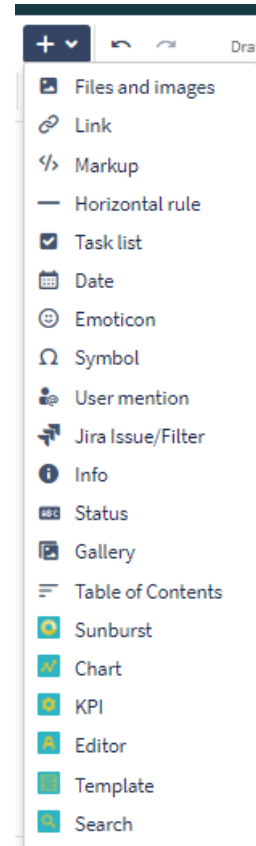 Dra
Files and images
Link
Markup
Horizontal rule
Task list
Date
Emoticon
Symbol
User mention
Jira Issue/Filter
Info
Status
Gallery
Table of Contents
Sunburst
Chart
KPI
Editor
Template
Search